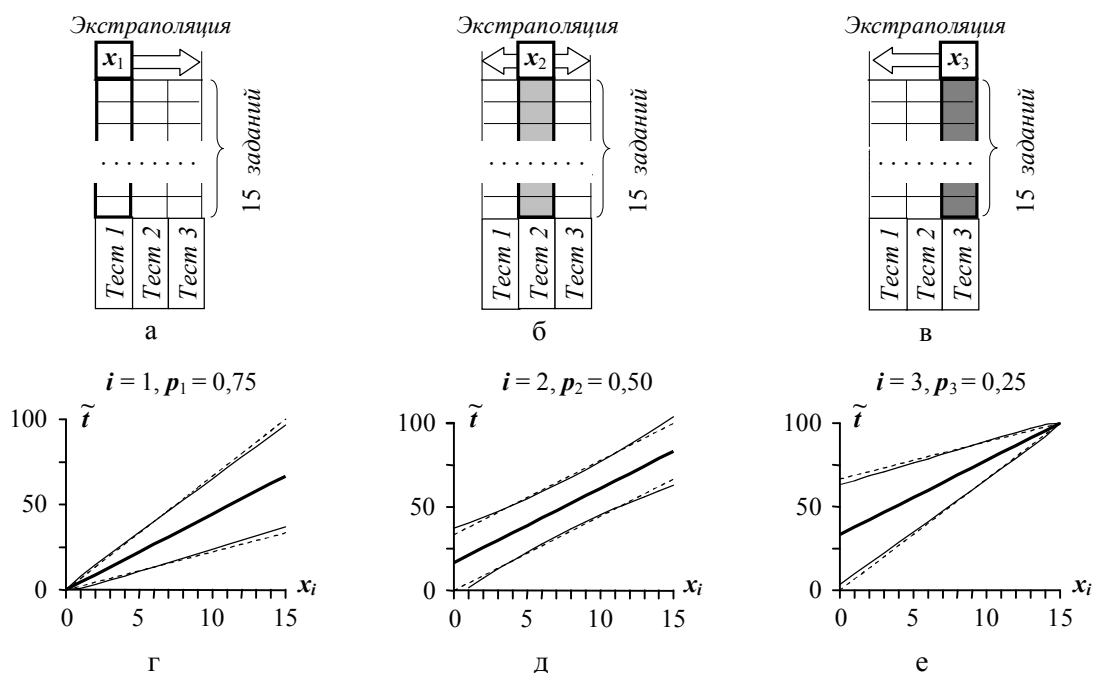 Экстраполяция Экстраполяция Экстраполяция
x1 x2 x3
15 заданий 15 заданий 15 заданий
. . . . . . . . . . . . . . . . . . . . . . . .
Тест 1 Тест 2 Тест 3 Тест 1 Тест 2 Тест 3 Тест 1 Тест 2 Тест 3
а б в
i = 1, p1 = 0,75 i = 2, p2 = 0,50 i = 3, p3 = 0,25
100 t̃ 100 t̃ 100 t̃
50 50 50
0 xi 0 xi 0 xi
0 5 10 15 0 5 10 15 0 5 10 15
г д е